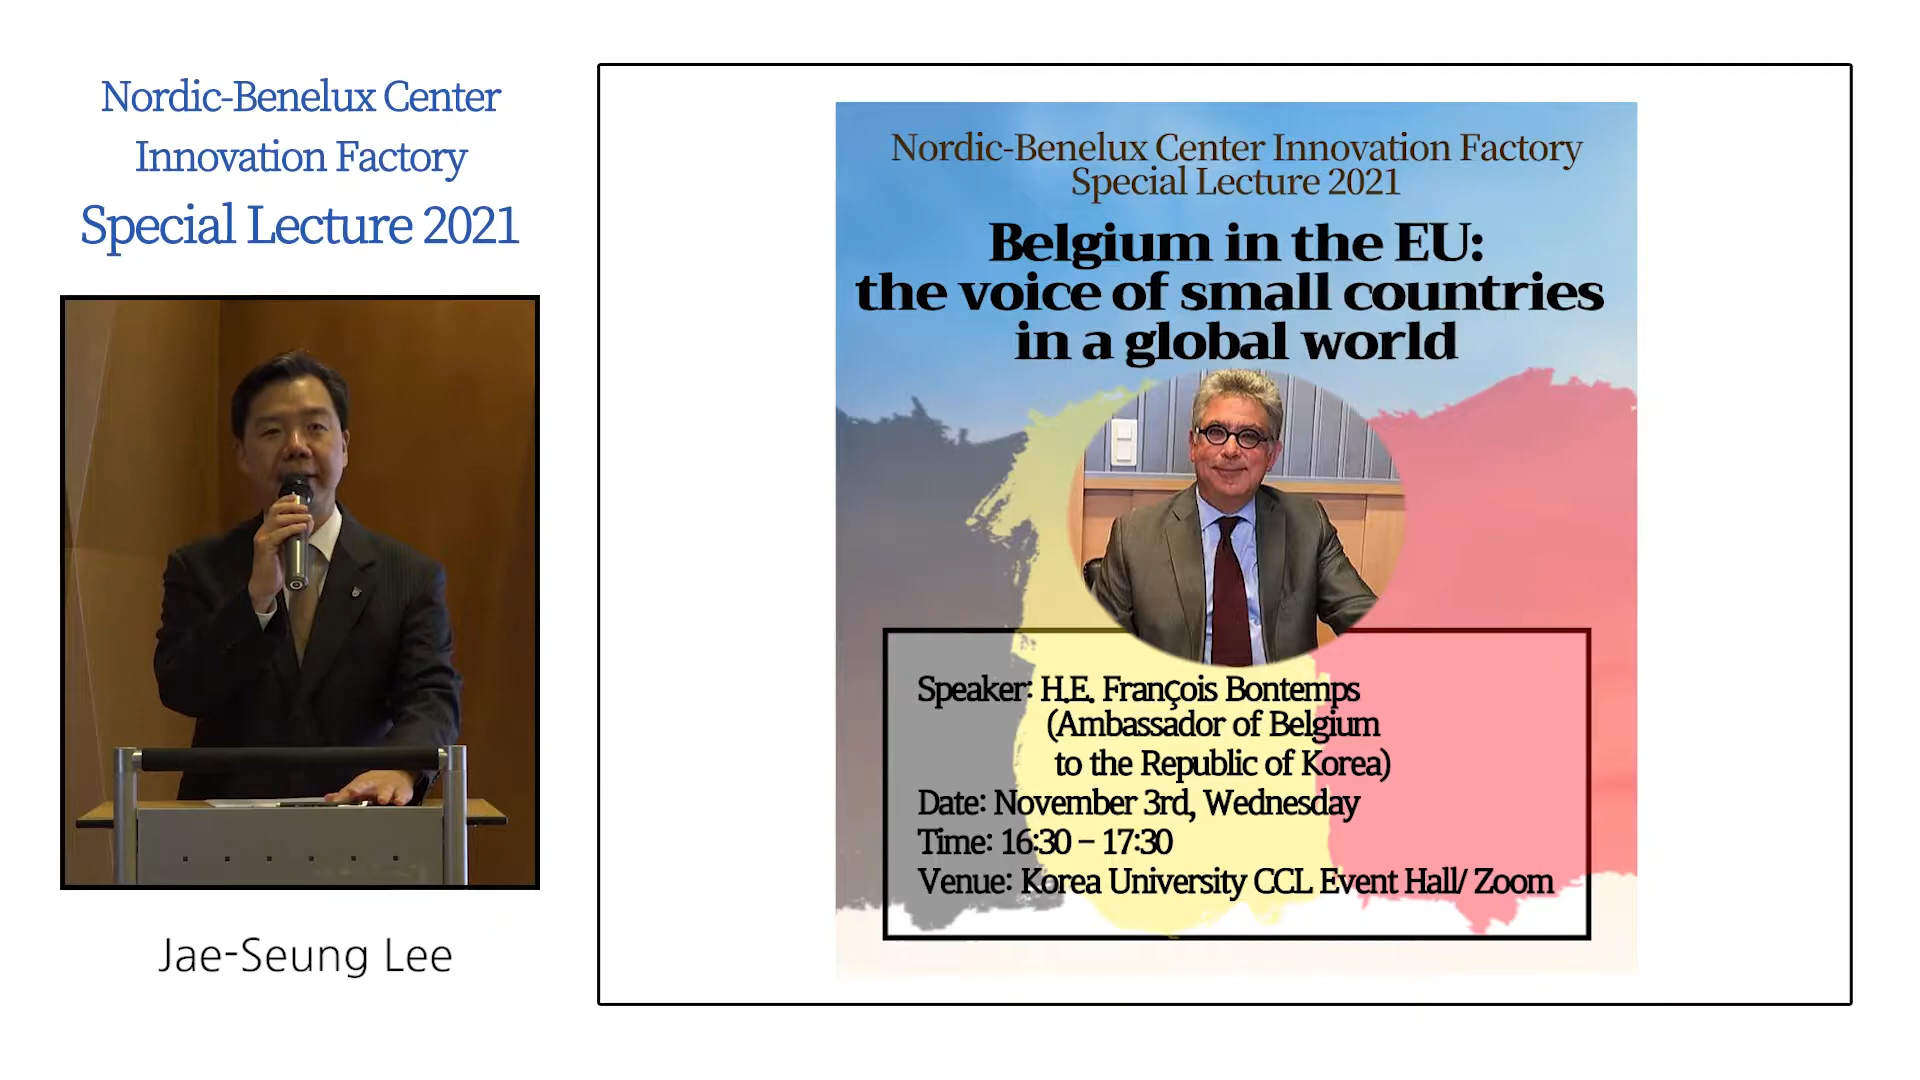 Nordic-Benelux Center
Innovation Factory
Special Lecture 2021
Jae-Seung Lee
Nordic-Benelux Center Innovation Factory
Special Lecture 2021
Belgium in the EU:
the voice of small countries
in a global world
Speaker: H.E. François Bontemps
(Ambassador of Belgium
to the Republic of Korea)
Date: November 3rd, Wednesday
Time: 16:30 – 17:30
Venue: Korea University CCL Event Hall/ Zoom